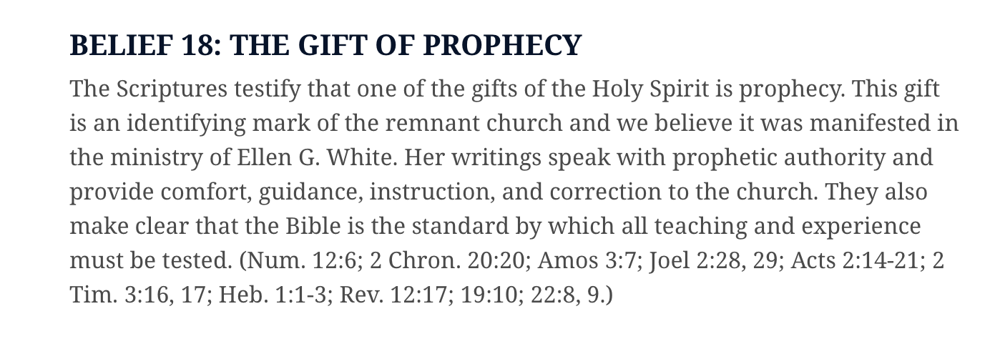 BELIEF 18: THE GIFT OF PROPHECY
The Scriptures testify that one of the gifts of the Holy Spirit is prophecy. This gift
is an identifying mark of the remnant church and we believe it was manifested in
the ministry of Ellen G. White. Her writings speak with prophetic authority and
provide comfort, guidance, instruction, and correction to the church. They also
make clear that the Bible is the standard by which all teaching and experience
must be tested. (Num. 12:6; 2 Chron. 20:20; Amos 3:7; Joel 2:28, 29; Acts 2:14-21; 2
Tim. 3:16, 17; Heb. 1:1-3; Rev. 12:17; 19:10; 22:8, 9.)